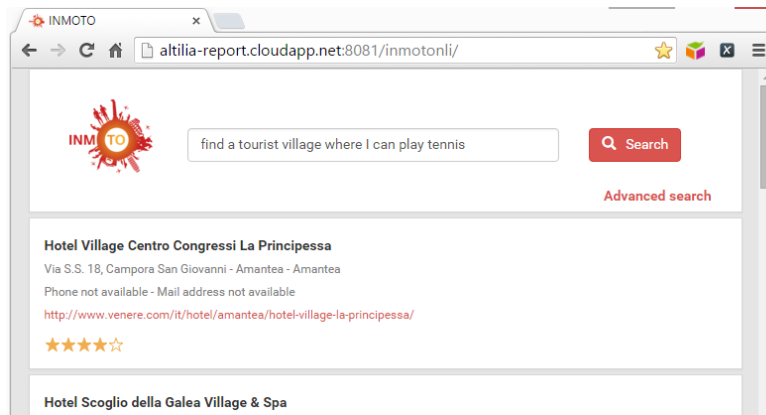 INMOTO
altilia-report.cloudapp.net:8081/inmotonli/
INMOTO
find a tourist village where I can play tennis
Search
Advanced search
Hotel Village Centro Congressi La Principessa
Via S.S. 18, Campora San Giovanni - Amantea - Amantea
Phone not available - Mail address not available
http://www.venere.com/it/hotel/amantea/hotel-village-la-principessa/
Hotel Scoglio della Galea Village & Spa